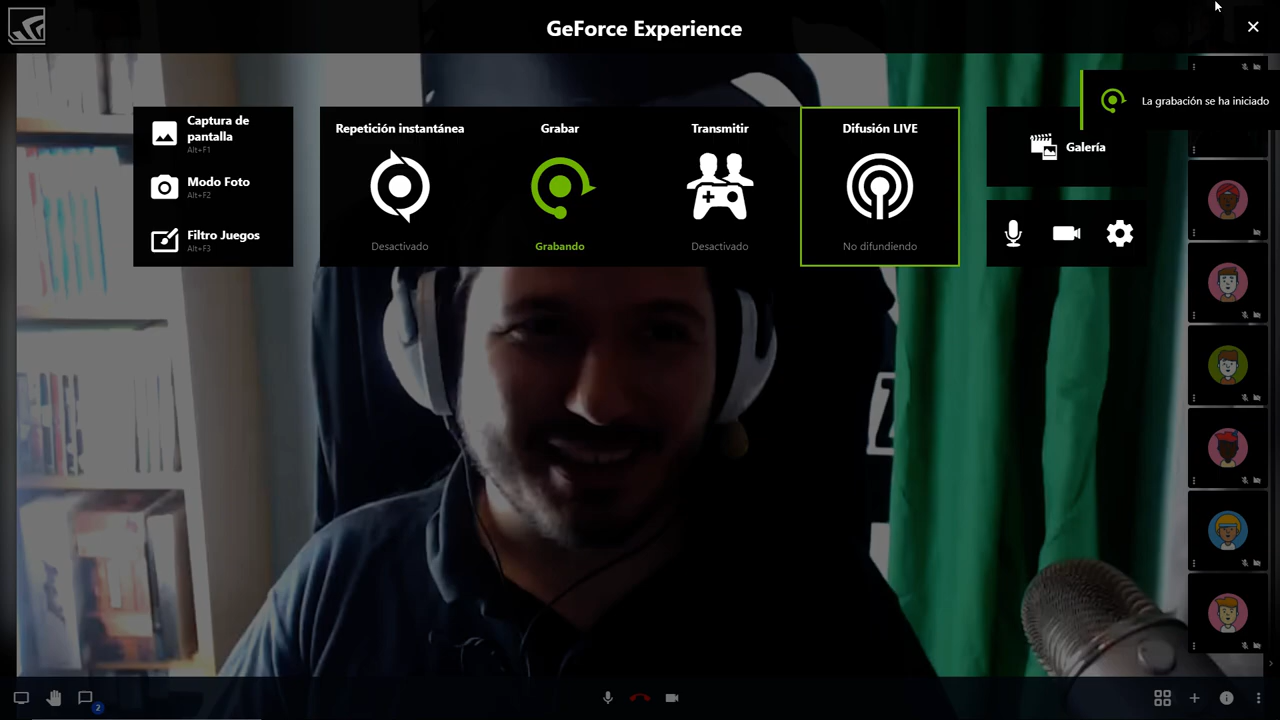 GeForce Experience
La grabación se ha iniciado
Captura de
pantalla
Alt+F1
Modo Foto
Alt+F2
Filtro Juegos
Alt+F3
Repetición instantánea
Desactivado
Grabar
Grabando
Transmitir
Desactivado
Difusión LIVE
No difundiendo
Galería
2